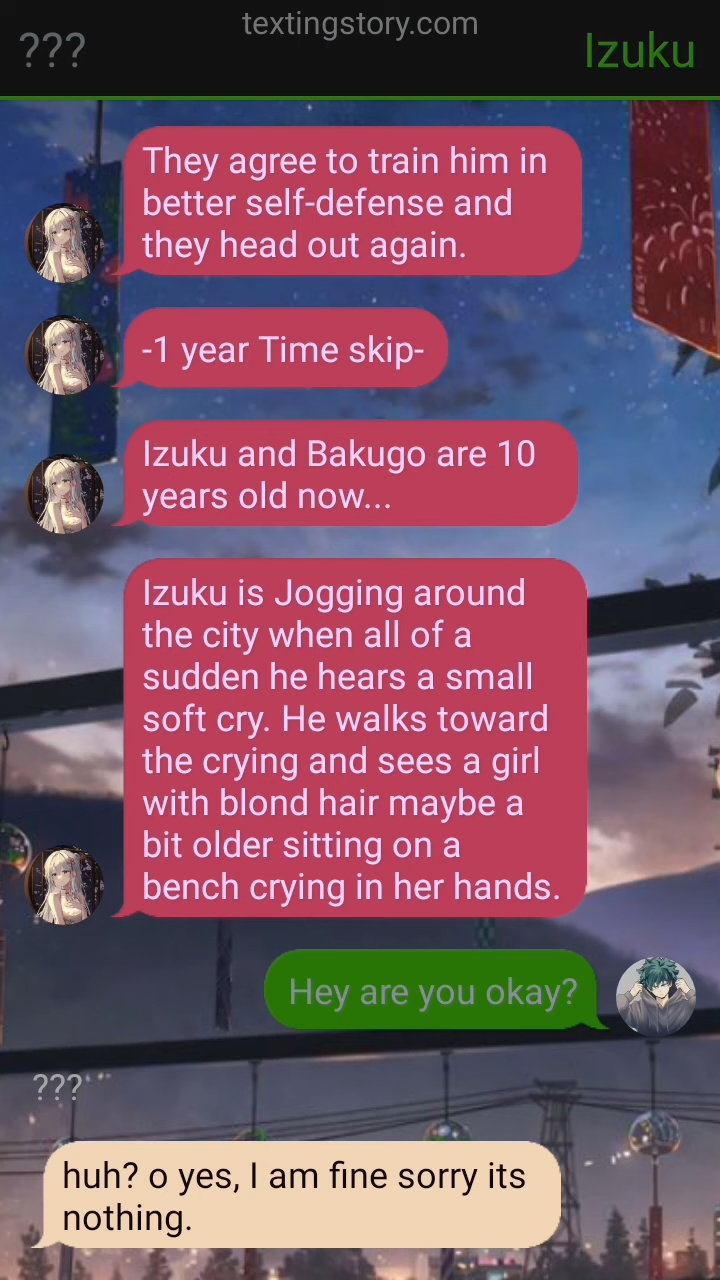 textingstory.com
???
Izuku
They agree to train him in
better self-defense and
they head out again.
-1 year Time skip-
Izuku and Bakugo are 10
years old now...
Izuku is Jogging around
the city when all of a
sudden he hears a small
soft cry. He walks toward
the crying and sees a girl
with blond hair maybe a
bit older sitting on a
bench crying in her hands.
Hey are you okay?
???
huh? o yes, I am fine sorry its
nothing.